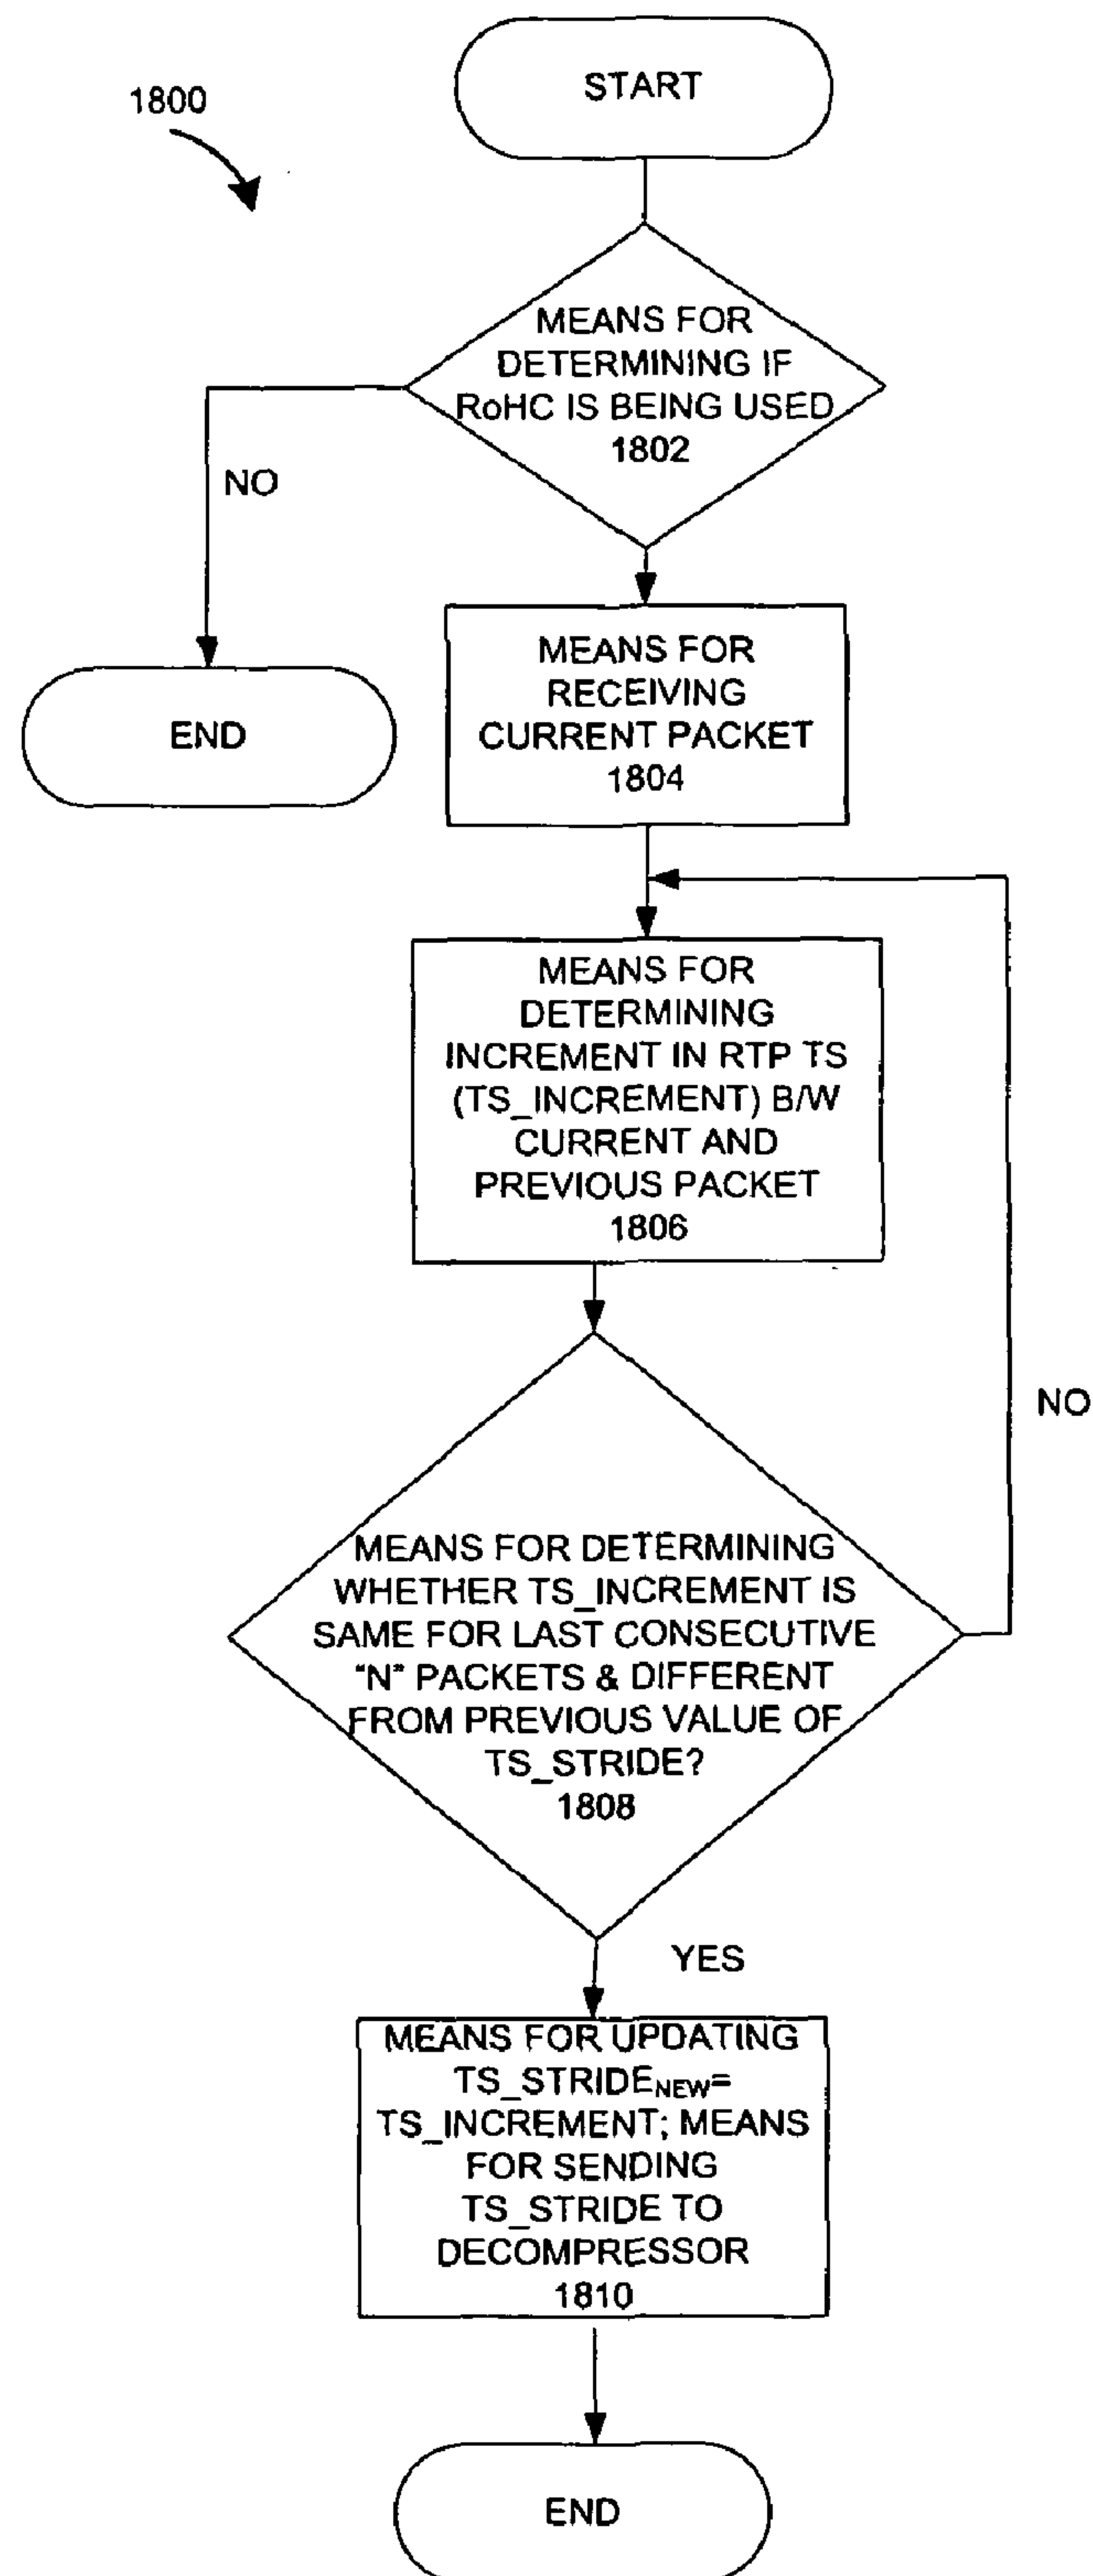 1800
START
MEANS FOR
DETERMINING IF
RoHC IS BEING USED
1802
NO
MEANS FOR
RECEIVING
CURRENT PACKET
1804
END
MEANS FOR
DETERMINING
INCREMENT IN RTP TS
(TS_INCREMENT) B/W
CURRENT AND
PREVIOUS PACKET
1806
NO
MEANS FOR DETERMINING
WHETHER TS_INCREMENT IS
SAME FOR LAST CONSECUTIVE
"N" PACKETS & DIFFERENT
FROM PREVIOUS VALUE OF
TS_STRIDE?
1808
YES
MEANS FOR UPDATING
TS_STRIDENEW=
TS_INCREMENT; MEANS
FOR SENDING
TS_STRIDE TO
DECOMPRESSOR
1810
END